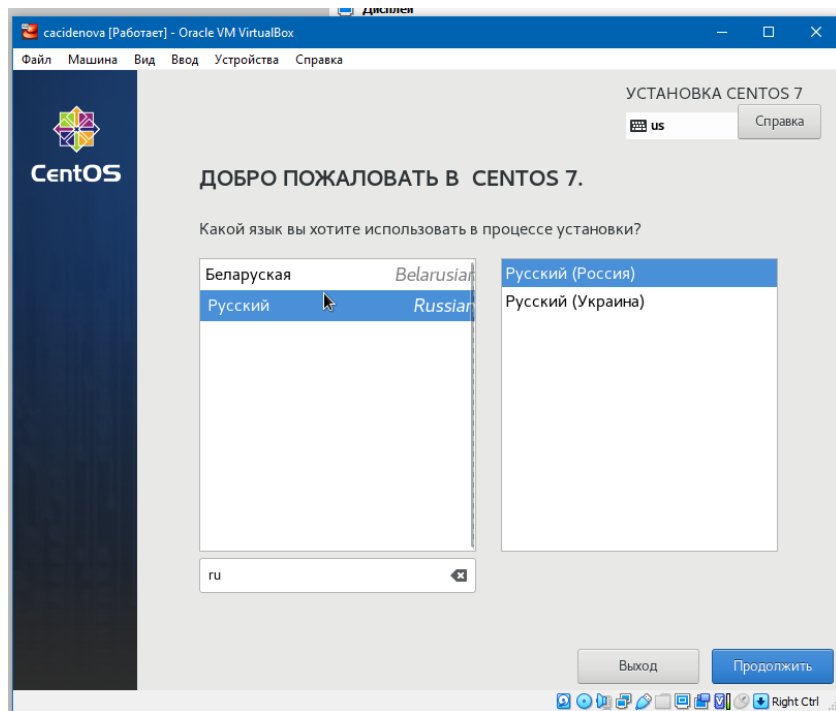 Дисплей
cacidenova [Работает] - Oracle VM VirtualBox
Файл Машина Вид Ввод Устройства Справка
УСТАНОВКА CENTOS 7
us
Справка
CentOS
ДОБРО ПОЖАЛОВАТЬ В CENTOS 7.
Какой язык вы хотите использовать в процессе установки?
Беларуская Belarusian
Русский Russian
Русский (Россия)
Русский (Украина)
ru
Выход
Продолжить
Right Ctrl